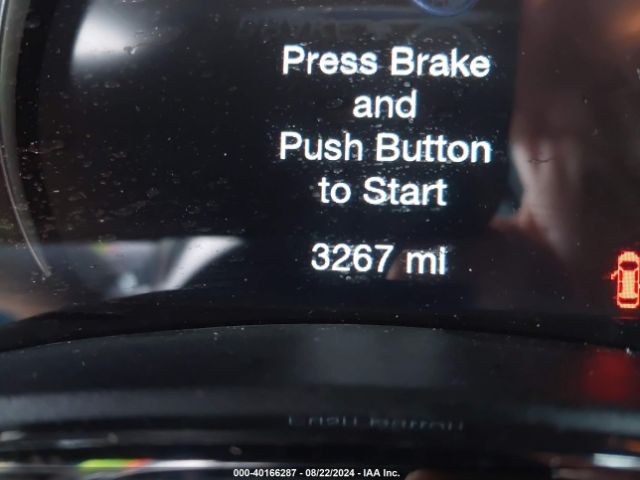 Press Brake
and
Push Button
to Start
3267 mi
000-40166287 - 08/22/2024 - IAA Inc.